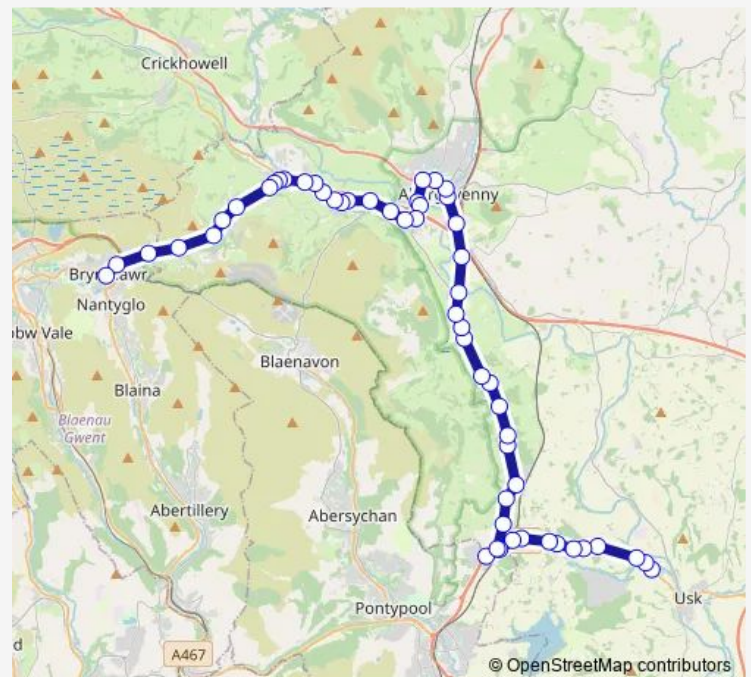 Crickhowell
Nantyglo
Blaenavon
Blaina
Blaenau
Gwent
Abertillery
Abersychan
Usk
Pontypool
A467
© OpenStreetMap contributors